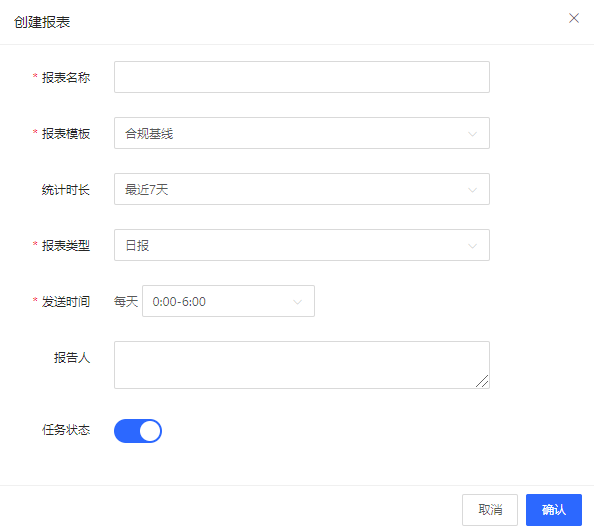 创建报表
* 报表名称
* 报表模板 合规基线
统计时长 最近7天
* 报表类型 日报
* 发送时间 每天 0:00-6:00
报告人
任务状态
取消 确认